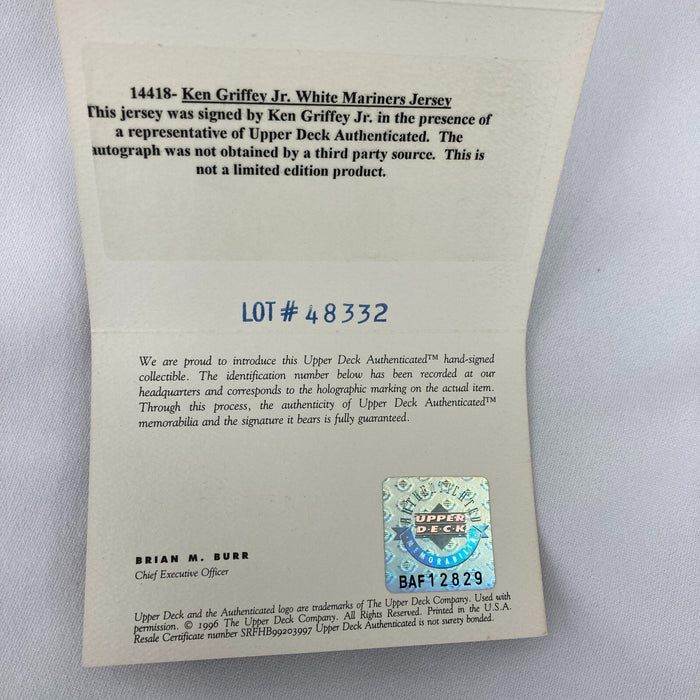 14418- Ken Griffey Jr. White Mariners Jersey
This jersey was signed by Ken Griffey Jr. in the presence of
a representative of Upper Deck Authenticated. The
autograph was not obtained by a third party source. This is
not a limited edition product.
LOT # 48332
We are proud to introduce this Upper Deck Authenticated™ hand-signed
collectible. The identification number below has been recorded at our
headquarters and corresponds to the holographic marking on the actual item.
Through this process, the authenticity of Upper Deck Authenticated™
memorabilia and the signature it bears is fully guaranteed.
AUTHENTICATED
UPPER
D·E·C·K
MEMORABILIA
BAF12829
BRIAN M. BURR
Chief Executive Officer
Upper Deck and the Authenticated logo are trademarks of The Upper Deck Company. Used with
permission. © 1996 The Upper Deck Company. All Rights Reserved. Printed in the U.S.A.
Resale Certificate number SRFHB99203997 Upper Deck Authenticated is not surety bonded.